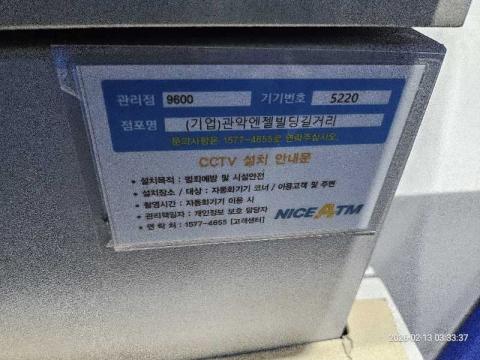 관리점 9600 기기번호 5220
점포명 (기업)관악엔젤빌딩길거리
문의사항은 1577-4655로 연락주십시오.
CCTV 설치 안내문
• 설치목적 : 범죄예방 및 시설안전
• 설치장소 / 대상 : 자동화기기 코너 / 이용고객 및 주변
• 촬영시간 : 자동화기기 이용 시
• 관리책임자 : 개인정보 보호 담당자
• 연 락 처 : 1577-4655 [고객센터]
NICE ATM
2026-02-13 03:33:37